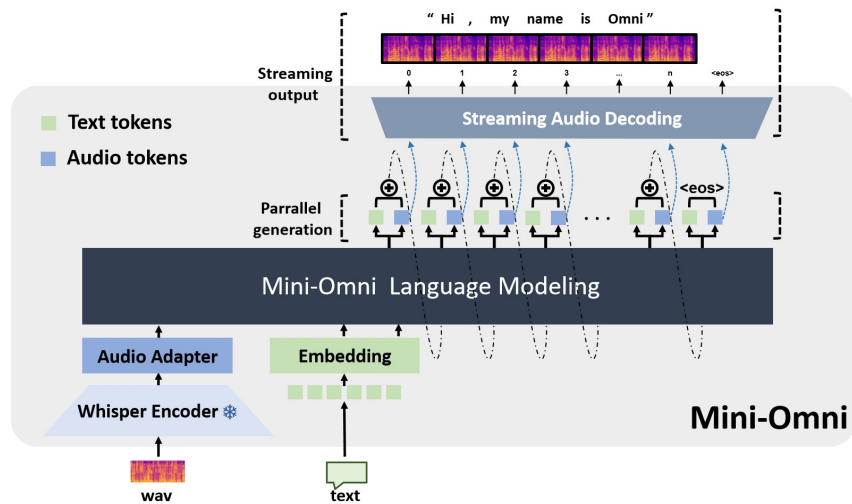 “ Hi , my name is Omni”
0 1 2 3 ... n <eos>
Streaming
output
Streaming Audio Decoding
Text tokens
Audio tokens
<eos>
Parrallel
generation
. . .
Mini-Omni Language Modeling
Audio Adapter
Embedding
Whisper Encoder
Mini-Omni
wav
text